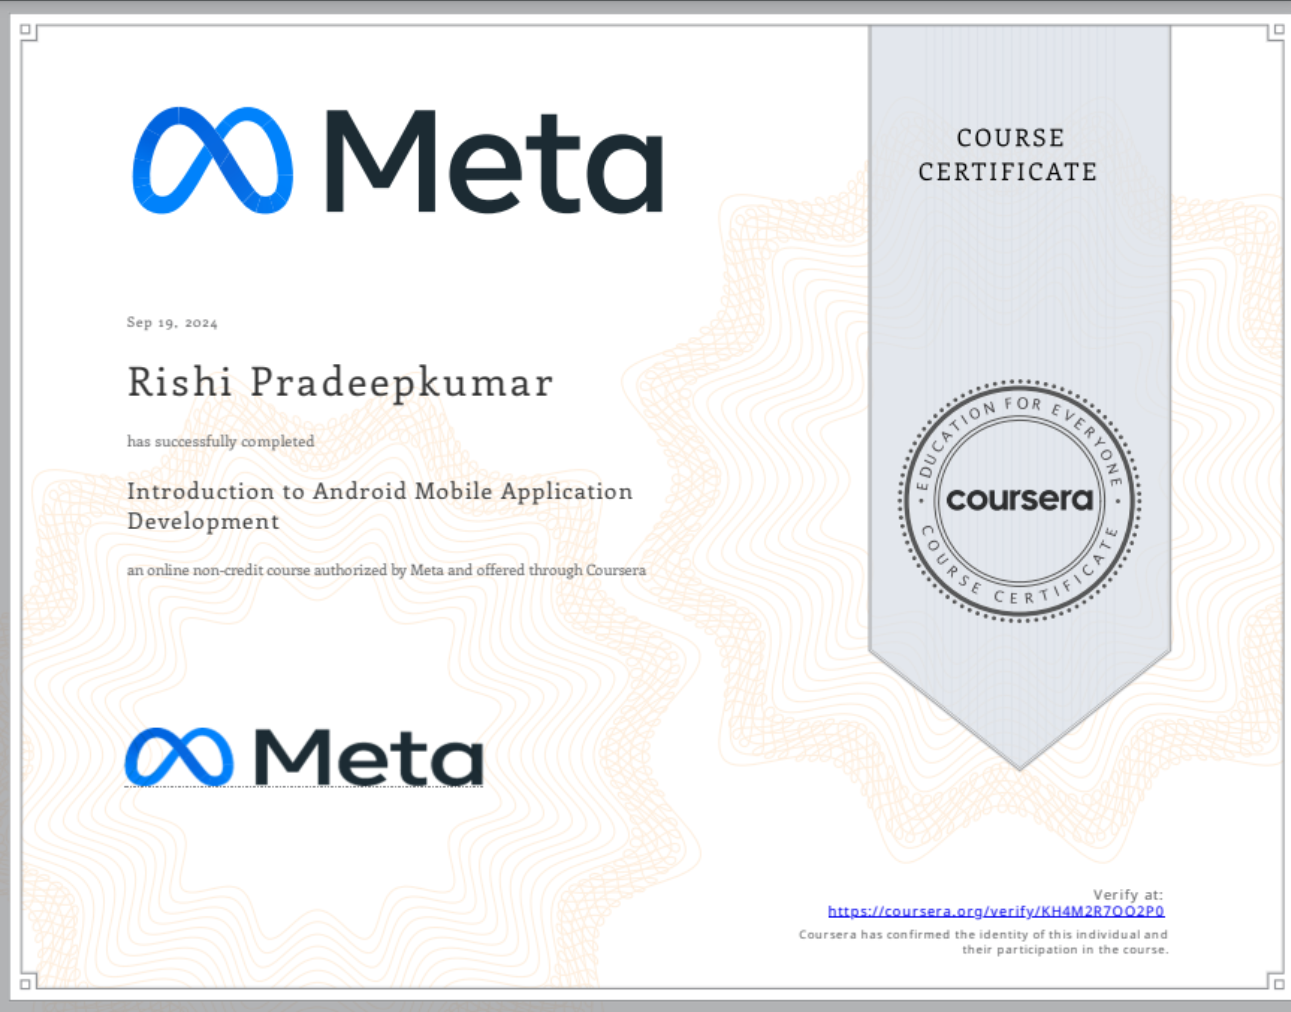 Meta
COURSE
CERTIFICATE
Sep 19, 2024
Rishi Pradeepkumar
has successfully completed
Introduction to Android Mobile Application
Development
an online non-credit course authorized by Meta and offered through Coursera
EDUCATION FOR EVERYONE
coursera
COURSE CERTIFICATE
Meta
Verify at:
https://coursera.org/verify/KH4M2R7OO2P0
Coursera has confirmed the identity of this individual and
their participation in the course.